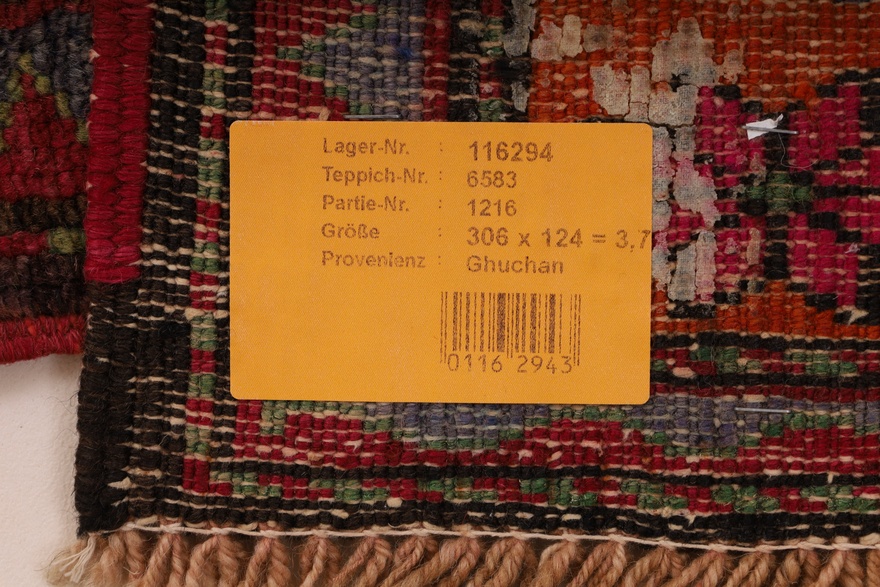 Lager-Nr. : 116294
Teppich-Nr. : 6583
Partie-Nr. : 1216
Größe : 306 x 124 = 3,7
Provenienz : Ghuchan
0116 2943